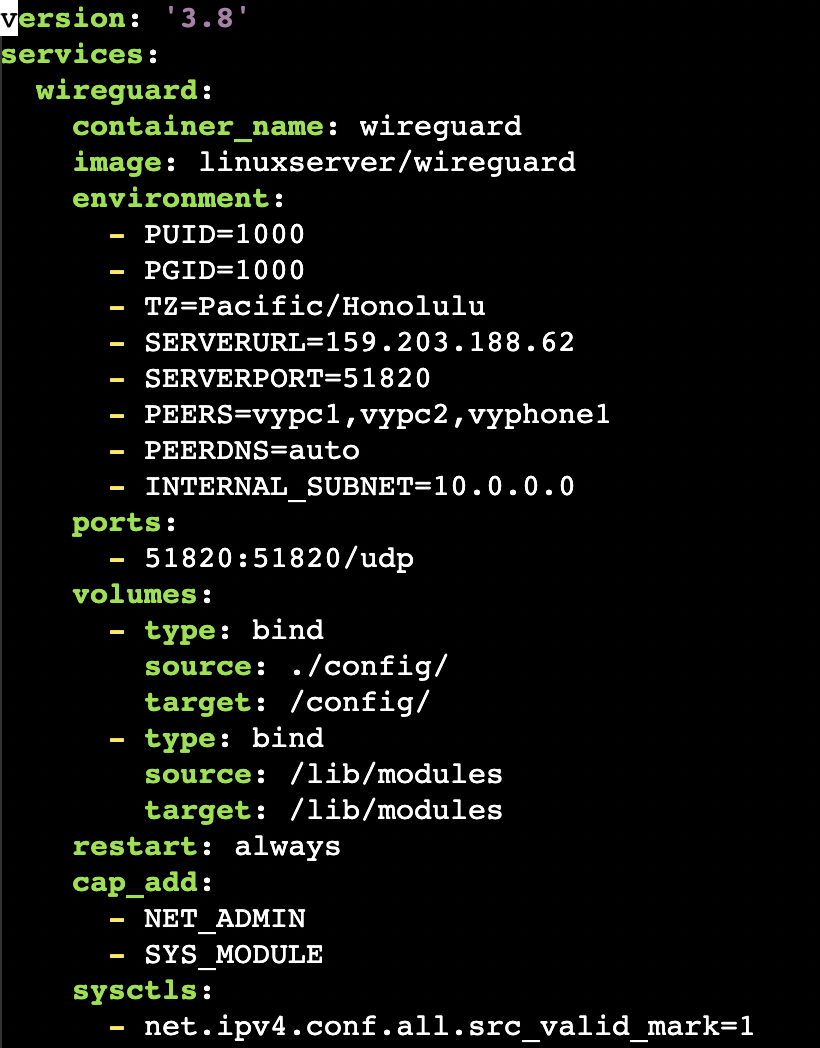 version: '3.8'
services:
  wireguard:
    container_name: wireguard
    image: linuxserver/wireguard
    environment:
      - PUID=1000
      - PGID=1000
      - TZ=Pacific/Honolulu
      - SERVERURL=159.203.188.62
      - SERVERPORT=51820
      - PEERS=vypc1,vypc2,vyphone1
      - PEERDNS=auto
      - INTERNAL_SUBNET=10.0.0.0
    ports:
      - 51820:51820/udp
    volumes:
      - type: bind
        source: ./config/
        target: /config/
      - type: bind
        source: /lib/modules
        target: /lib/modules
    restart: always
    cap_add:
      - NET_ADMIN
      - SYS_MODULE
    sysctls:
      - net.ipv4.conf.all.src_valid_mark=1